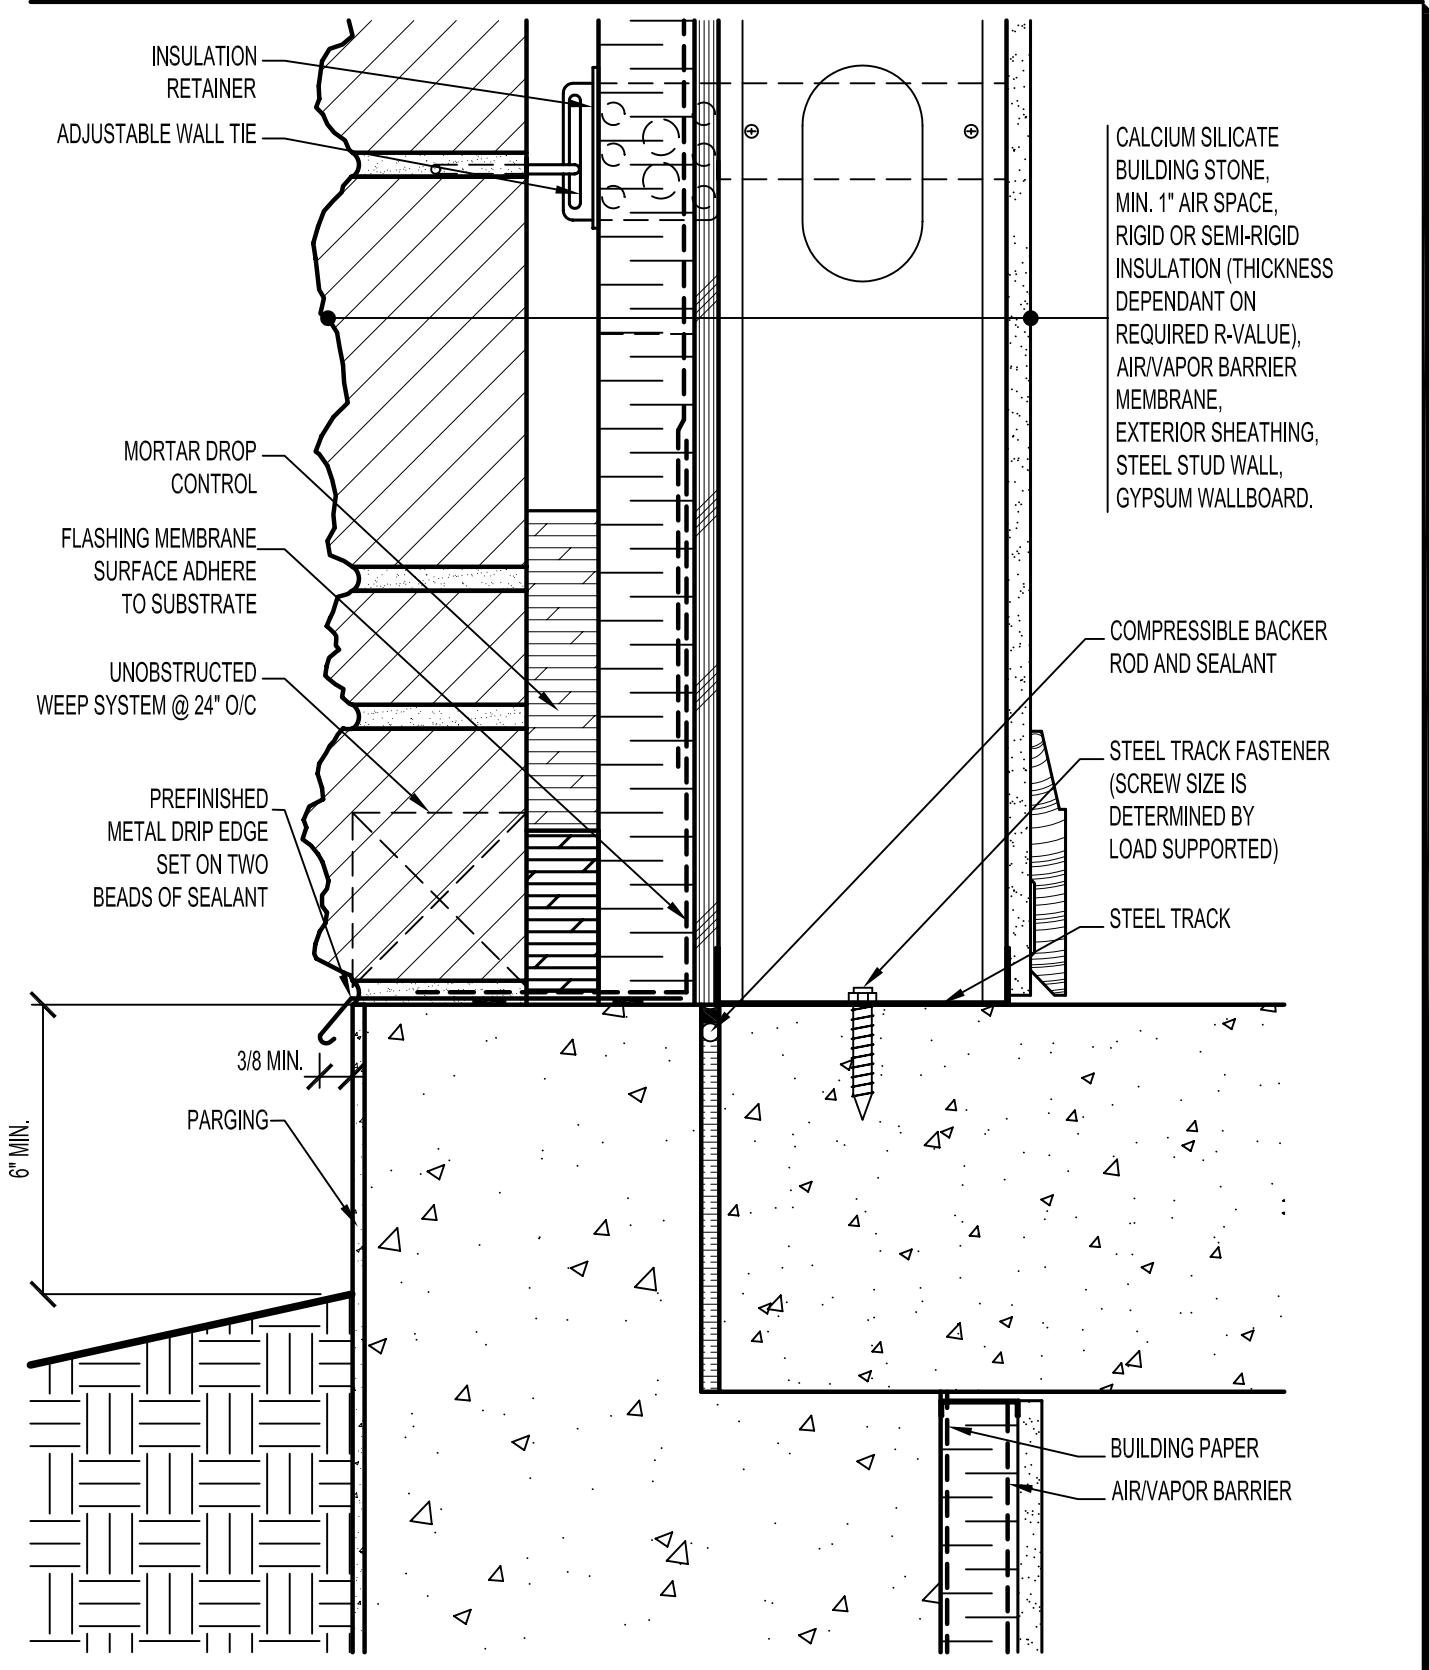 INSULATION
RETAINER
ADJUSTABLE WALL TIE
MORTAR DROP
CONTROL
FLASHING MEMBRANE
SURFACE ADHERE
TO SUBSTRATE
UNOBSTRUCTED
WEEP SYSTEM @ 24" O/C
PREFINISHED
METAL DRIP EDGE
SET ON TWO
BEADS OF SEALANT
3/8 MIN.
PARGING
6" MIN.
CALCIUM SILICATE
BUILDING STONE,
MIN. 1" AIR SPACE,
RIGID OR SEMI-RIGID
INSULATION (THICKNESS
DEPENDANT ON
REQUIRED R-VALUE),
AIR/VAPOR BARRIER
MEMBRANE,
EXTERIOR SHEATHING,
STEEL STUD WALL,
GYPSUM WALLBOARD.
COMPRESSIBLE BACKER
ROD AND SEALANT
STEEL TRACK FASTENER
(SCREW SIZE IS
DETERMINED BY
LOAD SUPPORTED)
STEEL TRACK
BUILDING PAPER
AIR/VAPOR BARRIER